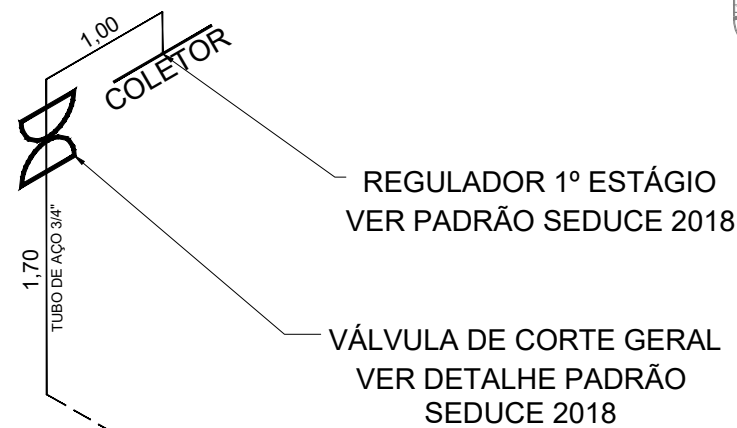 1,00
COLETOR
REGULADOR 1º ESTÁGIO
VER PADRÃO SEDUCE 2018
1,70
TUBO DE AÇO 3/4"
VÁLVULA DE CORTE GERAL
VER DETALHE PADRÃO
SEDUCE 2018